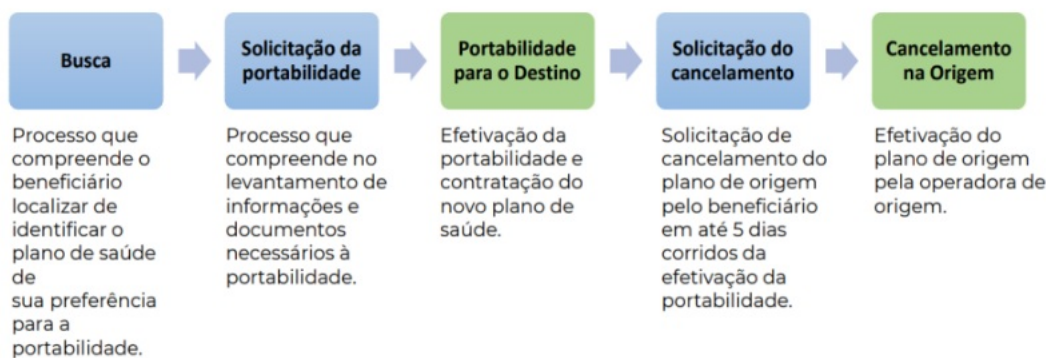 Busca
Processo que
compreende o
beneficiário
localizar de
identificar o
plano de saúde
de
sua preferência
para a
portabilidade.
Solicitação da
portabilidade
Processo que
compreende no
levantamento de
informações e
documentos
necessários à
portabilidade.
Portabilidade
para o Destino
Efetivação da
portabilidade e
contratação do
novo plano de
saúde.
Solicitação do
cancelamento
Solicitação de
cancelamento do
plano de origem
pelo beneficiário
em até 5 dias
corridos da
efetivação da
portabilidade.
Cancelamento
na Origem
Efetivação do
plano de origem
pela operadora de
origem.